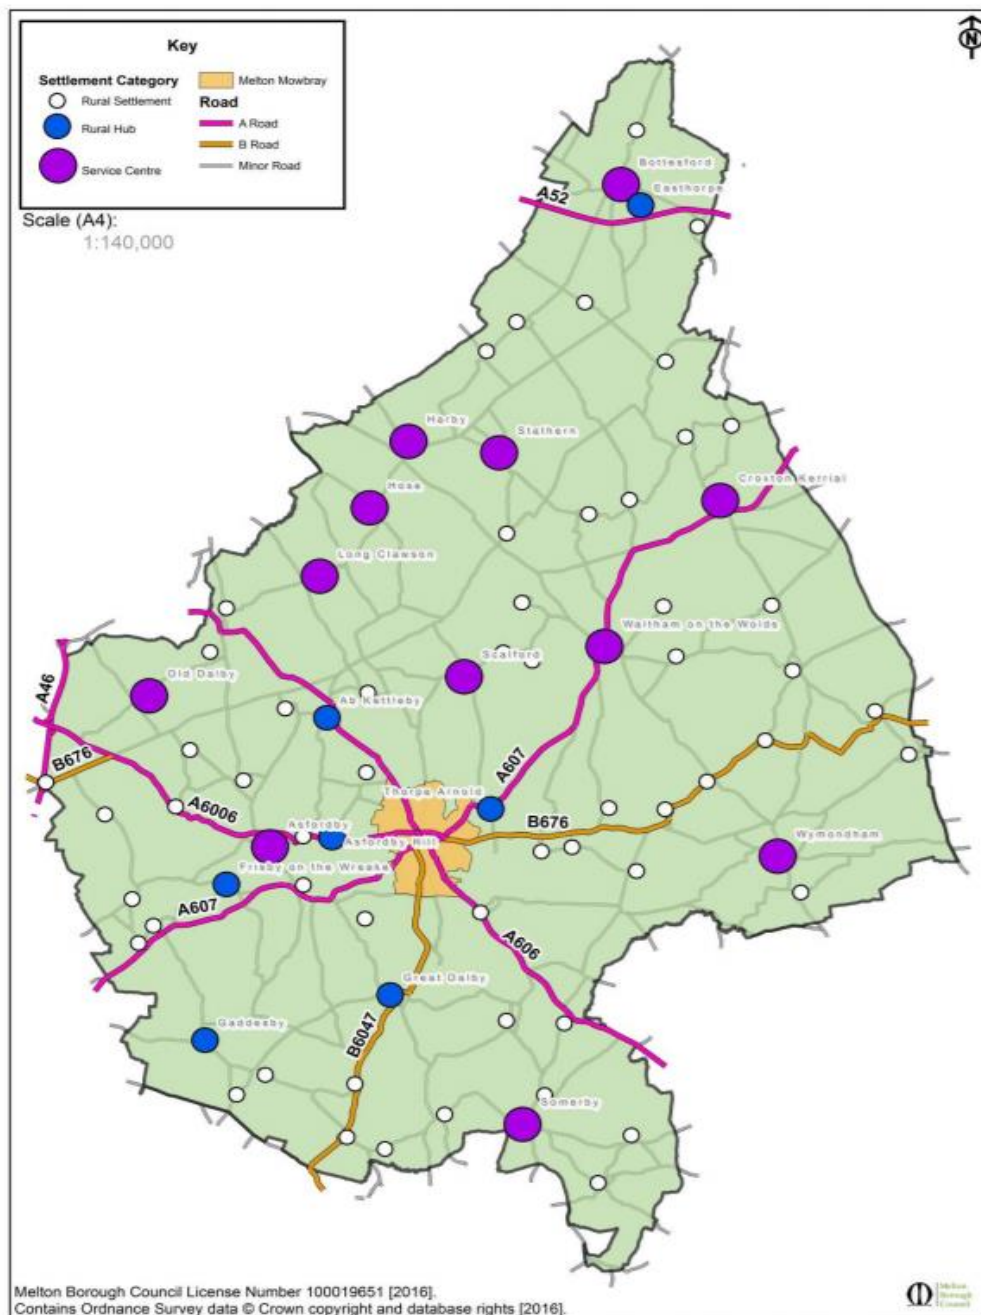 Key
Settlement Category
Rural Settlement
Rural Hub
Service Centre
Melton Mowbray
Road
A Road
B Road
Minor Road
N
Scale (A4):
1:140,000
Bottesford
Easthorpe
A52
Harby
Stathern
Hose
Croxton Kerrial
Long Clawson
Waltham on the Wolds
Scalford
Old Dalby
A46
Ab Kettleby
B676
A607
Thorpe Arnold
A6006
B676
Asfordby
Asfordby Hill
Wymondham
Frisby on the Wreake
A607
A606
Great Dalby
Gaddesby
B6047
Somerby
Melton Borough Council License Number 100019651 [2016].
Contains Ordnance Survey data © Crown copyright and database rights [2016].
Melton
Borough
Council